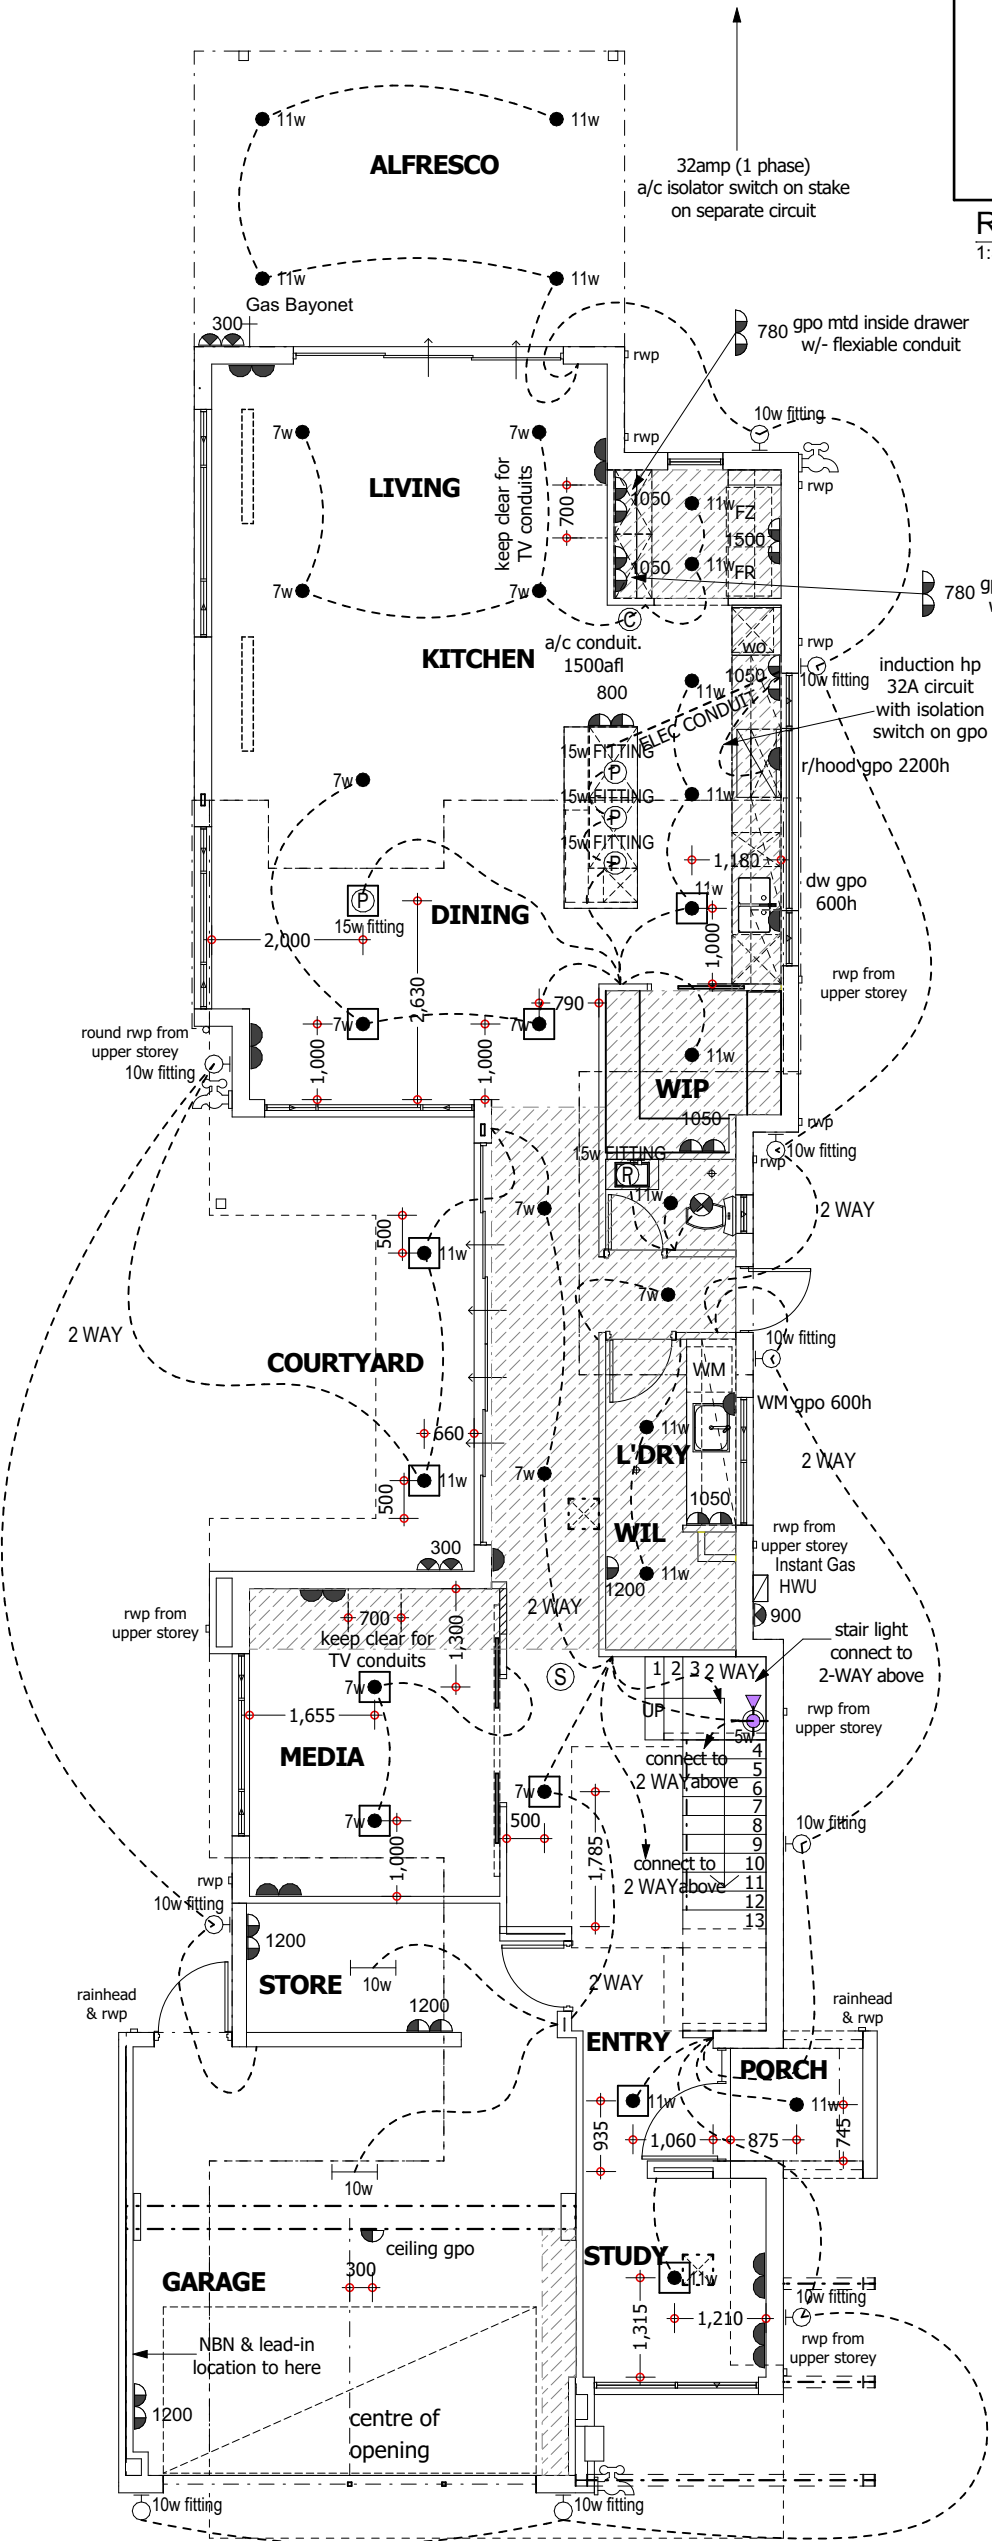 11w
11w
ALFRESCO
32amp (1 phase)
a/c isolator switch on stake
on separate circuit
R
1:
11w
11w
Gas Bayonet
300
780
gpo mtd inside drawer
w/- flexiable conduit
rwp
10w fitting
7w
7w
rwp
LIVING
keep clear for
TV conduits
700
1050
11w
FZ
1500
rwp
1050
11w
FR
780
7w
7w
C
a/c conduit.
1500afl
KITCHEN
rwp
wo
1050
10w fitting
induction hp
32A circuit
with isolation
switch on gpo
11w
800
ELEC CONDUIT
15w FITTING
P
r/hood gpo 2200h
7w
15w FITTING
P
11w
15w FITTING
P
1,180
dw gpo
600h
11w
P
15w fitting
DINING
2,000
2,630
1,000
rwp from
upper storey
790
round rwp from
upper storey
10w fitting
7w
7w
1,000
1,000
11w
WIP
1050
rwp
10w fitting
rwp
15w FITTING
R
11w
7w
2 WAY
500
11w
7w
2 WAY
10w fitting
COURTYARD
WM
WM gpo 600h
660
11w
L'DRY
7w
11w
2 WAY
500
1050
WIL
rwp from
upper storey
Instant Gas
HWU
300
11w
1200
900
2 WAY
rwp from
upper storey
700
keep clear for
TV conduits
1,300
stair light
connect to
2-WAY above
1
2
3
2 WAY
S
7w
UP
1,655
5w
rwp from
upper storey
MEDIA
connect to
2 WAY above
4
5
6
7
8
9
10
11
12
13
7w
7w
500
1,785
10w fitting
1,000
connect to
2 WAY above
rwp
10w fitting
1200
STORE
10w
2 WAY
rainhead
& rwp
1200
rainhead
& rwp
ENTRY
PORCH
11w
11w
935
1,060
875
745
10w
ceiling gpo
STUDY
300
GARAGE
11w
10w fitting
1,315
1,210
NBN & lead-in
location to here
rwp from
upper storey
1200
centre of
opening
10w fitting
10w fitting